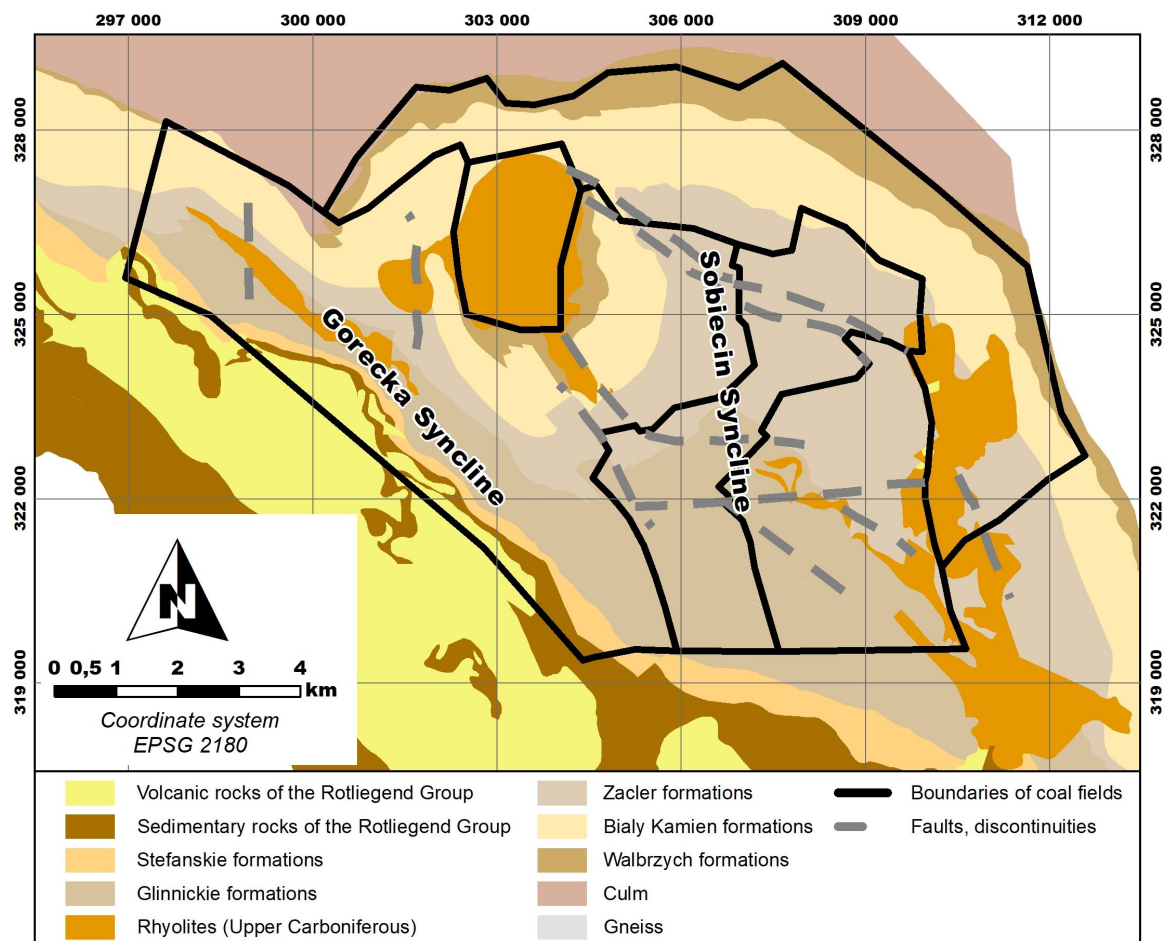 297 000 300 000 303 000 306 000 309 000 312 000
328 000 328 000
325 000 325 000
322 000 322 000
319 000 319 000
Gorecka Syncline
Sobiecin Syncline
N
0 0,5 1 2 3 4
km
Coordinate system
EPSG 2180
Volcanic rocks of the Rotliegend Group
Sedimentary rocks of the Rotliegend Group
Stefanskie formations
Glinnickie formations
Rhyolites (Upper Carboniferous)
Zacler formations
Bialy Kamien formations
Walbrzych formations
Culm
Gneiss
Boundaries of coal fields
Faults, discontinuities